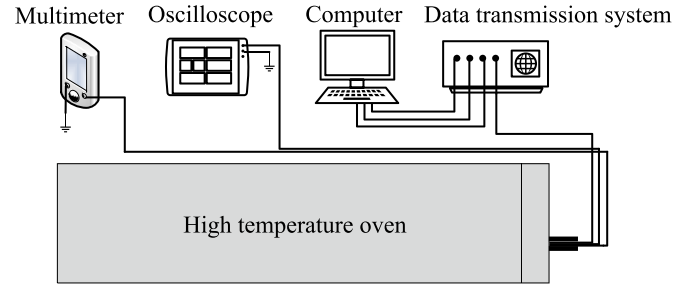 Multimeter
Oscilloscope
Computer
Data transmission system
High temperature oven